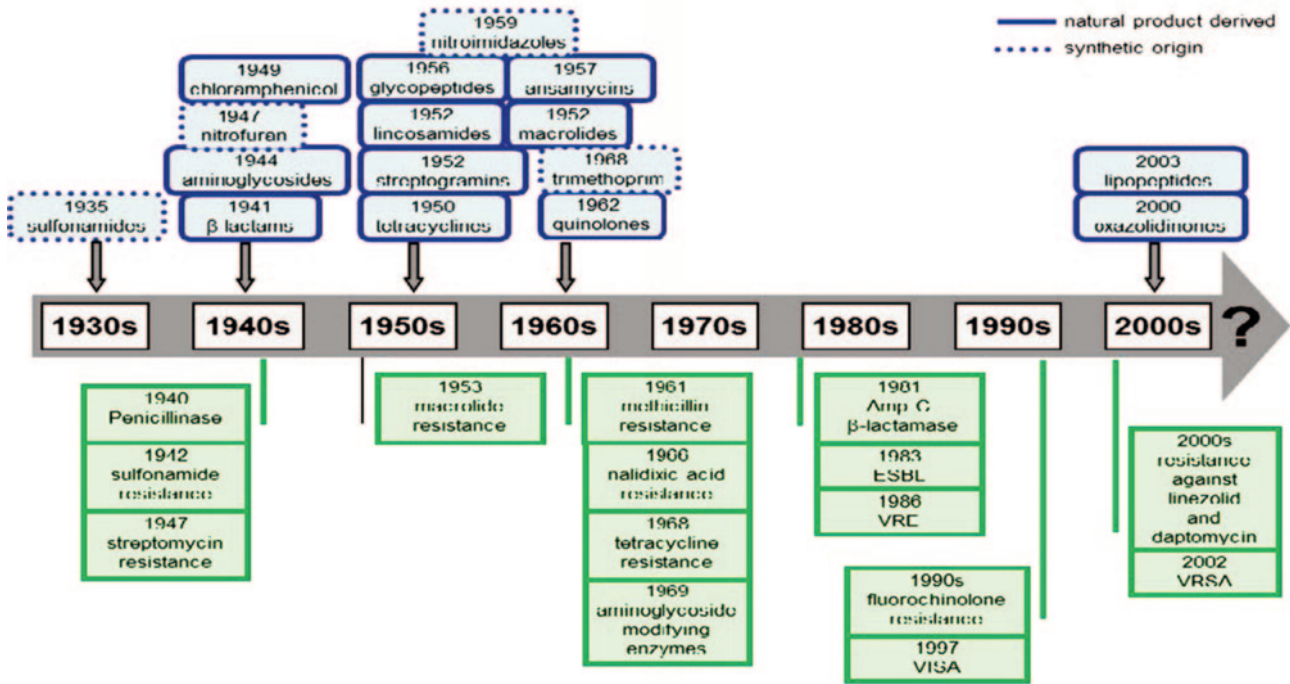 1959
nitroimidazoles
natural product derived
synthetic origin
1949
chloramphenicol
1956
glycopeptides
1957
ansamycins
1947
nitrofuran
1952
lincosamides
1952
macrolides
1944
aminoglycosides
1952
streptogramins
1968
trimethoprim
2003
lipopeptides
1935
sulfonamides
1941
β lactams
1950
tetracyclines
1962
quinolones
2000
oxazolidinones
1930s
1940s
1950s
1960s
1970s
1980s
1990s
2000s
?
1940
Penicillinase
1942
sulfonamide
resistance
1947
streptomycin
resistance
1953
macrolide
resistance
1961
methicillin
resistance
1966
nalidixic acid
resistance
1968
tetracycline
resistance
1969
aminoglycoside
modifying
enzymes
1981
Amp C
β-lactamase
1983
ESBL
1986
VRE
1990s
fluorochinolone
resistance
1997
VISA
2000s
resistance
against
linezolid
and
daptomycin
2002
VRSA